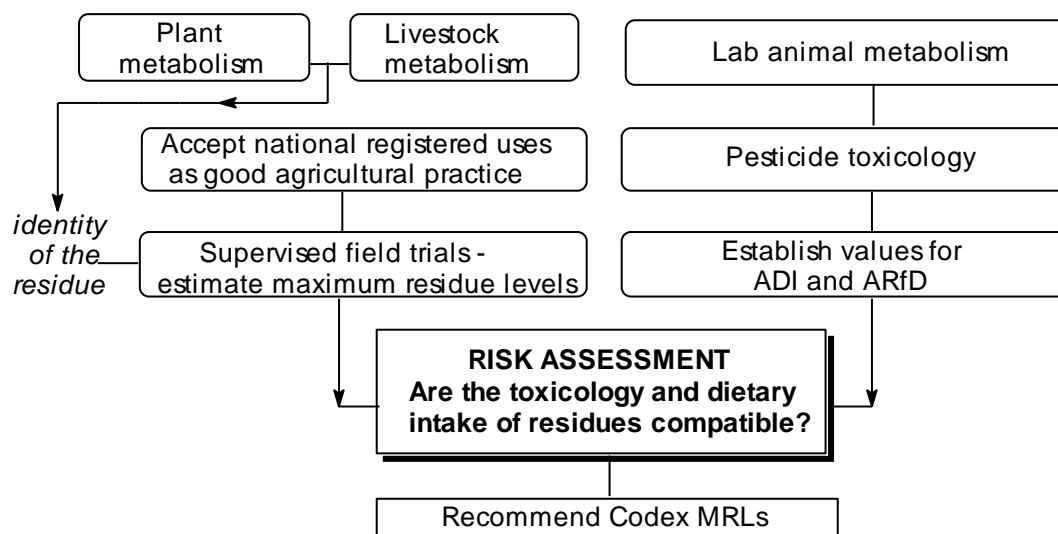 Plant
metabolism
Livestock
metabolism
Lab animal metabolism
Accept national registered uses
as good agricultural practice
Pesticide toxicology
identity
of the
residue
Supervised field trials -
estimate maximum residue levels
Establish values for
ADI and ARfD
RISK ASSESSMENT
Are the toxicology and dietary
intake of residues compatible?
Recommend Codex MRLs